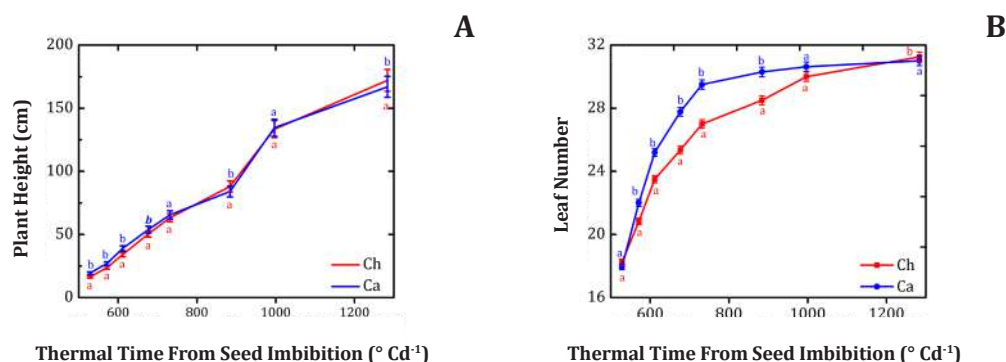 A
200
150
100
50
0
Plant Height (cm)
b
b
b
b
a
b
a
b
a
a
a
a
a
a
a
a
Ch
Ca
600
800
1000
1200
Thermal Time From Seed Imbibition (° Cd-1)
B
32
28
24
20
16
Leaf Number
a
b
b
b
b
b
a
b
a
a
a
a
a
a
a
a
Ch
Ca
600
800
1000
1200
Thermal Time From Seed Imbibition (° Cd-1)